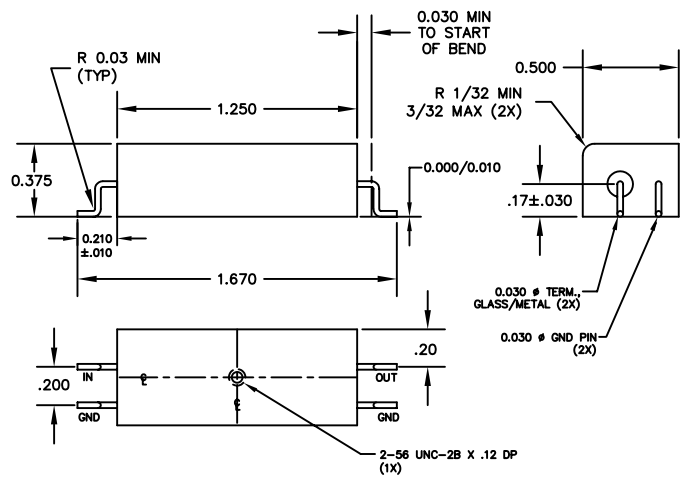 0.030 MIN
TO START
OF BEND
R 0.03 MIN
(TYP)
0.500
R 1/32 MIN
3/32 MAX (2X)
1.250
0.375
0.000/0.010
.17±.030
0.210
±.010
1.670
0.030 ø TERM.,
GLASS/METAL (2X)
0.030 ø GND PIN
(2X)
.20
IN
OUT
.200
℄
℄
GND
GND
2-56 UNC-2B X .12 DP
(1X)